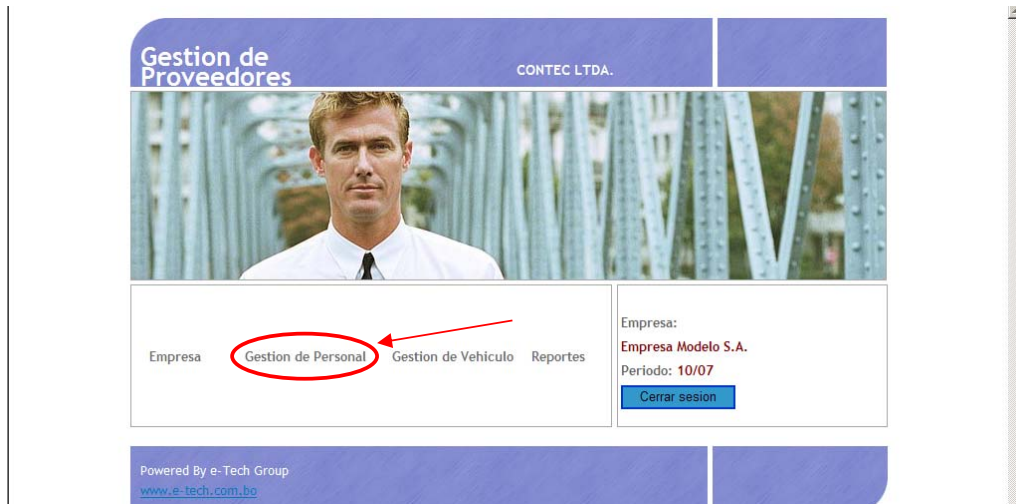 Gestion de
Proveedores
CONTEC LTDA.
Empresa
Gestion de Personal
Gestion de Vehiculo
Reportes
Empresa:
Empresa Modelo S.A.
Periodo: 10/07
Cerrar sesion
Powered By e-Tech Group
www.e-tech.com.bo